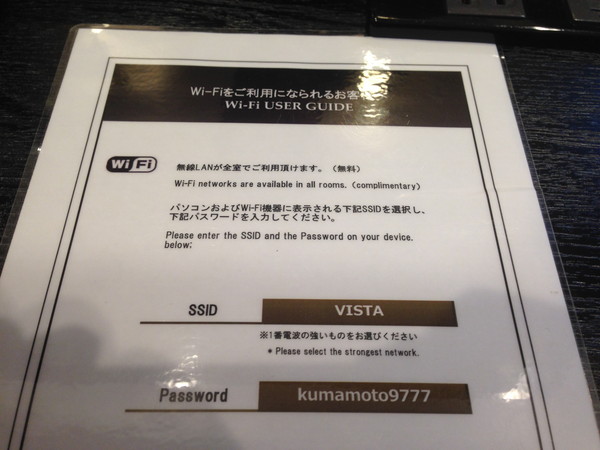 Wi-Fiをご利用になられるお客
Wi-Fi USER GUIDE
Wi Fi
無線LANが全室でご利用頂けます。（無料）
Wi-Fi networks are available in all rooms. (complimentary)
パソコンおよびWi-Fi機器に表示される下記SSIDを選択し、
下記パスワードを入力してください。
Please enter the SSID and the Password on your device.
below;
SSID VISTA
※1番電波の強いものをお選びください
* Please select the strongest network.
Password kumamoto9777